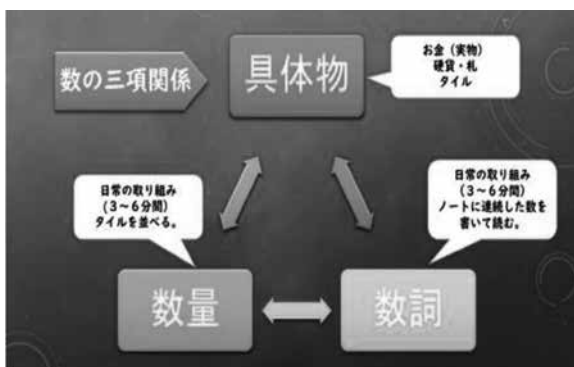 数の三項関係
具体物
お金（実物）
硬貨・札
タイル
日常の取り組み
（3～6分間）
タイルを並べる。
日常の取り組み
（3～6分間）
ノートに連続した数を
書いて読む。
数量
数詞